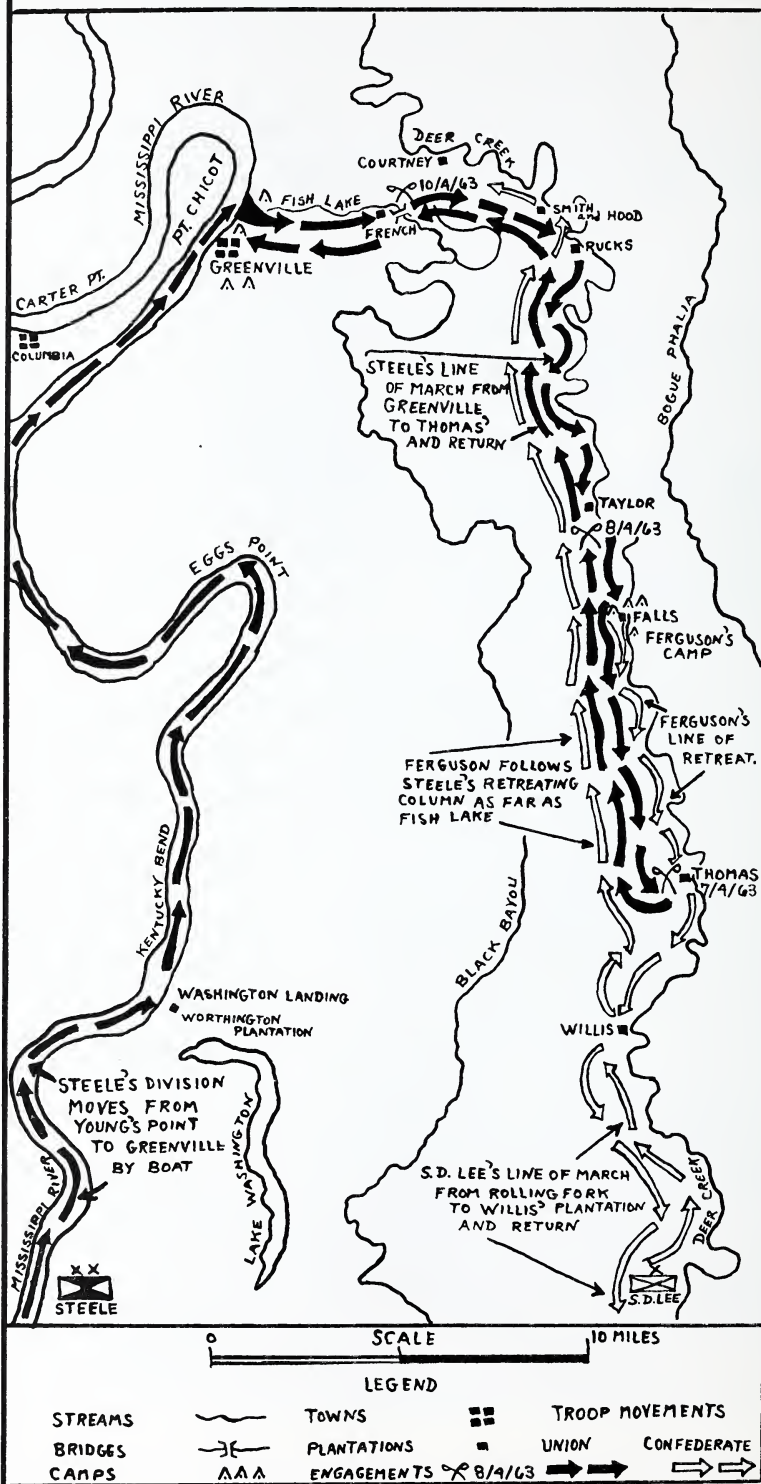 MISSISSIPPI RIVER
PT. CHICOT
CARTER PT.
COLUMBIA
DEER CREEK
COURTNEY
FISH LAKE
10/4/63
FRENCH
SMITH and HOOD
RUCKS
GREENVILLE
BOGUE PHALIA
STEELE'S LINE
OF MARCH FROM
GREENVILLE
TO THOMAS'
AND RETURN
TAYLOR
8/4/63
EGGS POINT
FALLS
FERGUSON'S
CAMP
FERGUSON'S
LINE OF
RETREAT.
FERGUSON FOLLOWS
STEELE'S RETREATING
COLUMN AS FAR AS
FISH LAKE
THOMAS
7/4/63
KENTUCKY BEND
BLACK BAYOU
WASHINGTON LANDING
WORTHINGTON
PLANTATION
WILLIS
STEELE'S DIVISION
MOVES FROM
YOUNG'S POINT
TO GREENVILLE
BY BOAT
LAKE WASHINGTON
S.D. LEE'S LINE OF MARCH
FROM ROLLING FORK
TO WILLIS' PLANTATION
AND RETURN
DEER CREEK
MISSISSIPPI RIVER
X X
STEELE
X
S.D.LEE
0 SCALE 10 MILES
LEGEND
STREAMS TOWNS TROOP MOVEMENTS
BRIDGES PLANTATIONS UNION CONFEDERATE
CAMPS ENGAGEMENTS 8/4/63